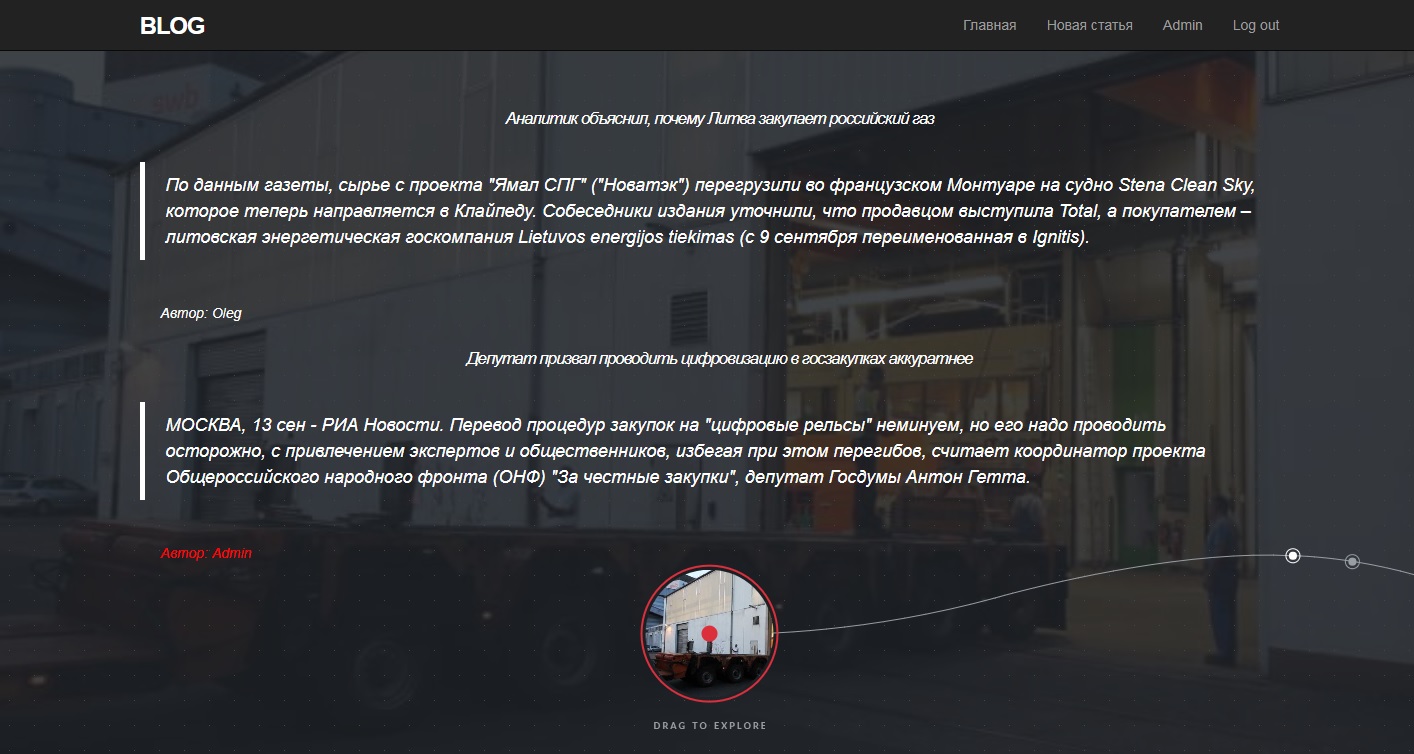 BLOG
Главная Новая статья Admin Log out
swb
Аналитик объяснил, почему Литва закупает российский газ
По данным газеты, сырье с проекта "Ямал СПГ" ("Новатэк") перегрузили во французском Монтуаре на судно Stena Clean Sky,
которое теперь направляется в Клайпеду. Собеседники издания уточнили, что продавцом выступила Total, а покупателем –
литовская энергетическая госкомпания Lietuvos energijos tiekimas (с 9 сентября переименованная в Ignitis).
Автор: Oleg
Депутат призвал проводить цифровизацию в госзакупках аккуратнее
МОСКВА, 13 сен - РИА Новости. Перевод процедур закупок на "цифровые рельсы" неминуем, но его надо проводить
осторожно, с привлечением экспертов и общественников, избегая при этом перегибов, считает координатор проекта
Общероссийского народного фронта (ОНФ) "За честные закупки", депутат Госдумы Антон Гетта.
Автор: Admin
DRAG TO EXPLORE